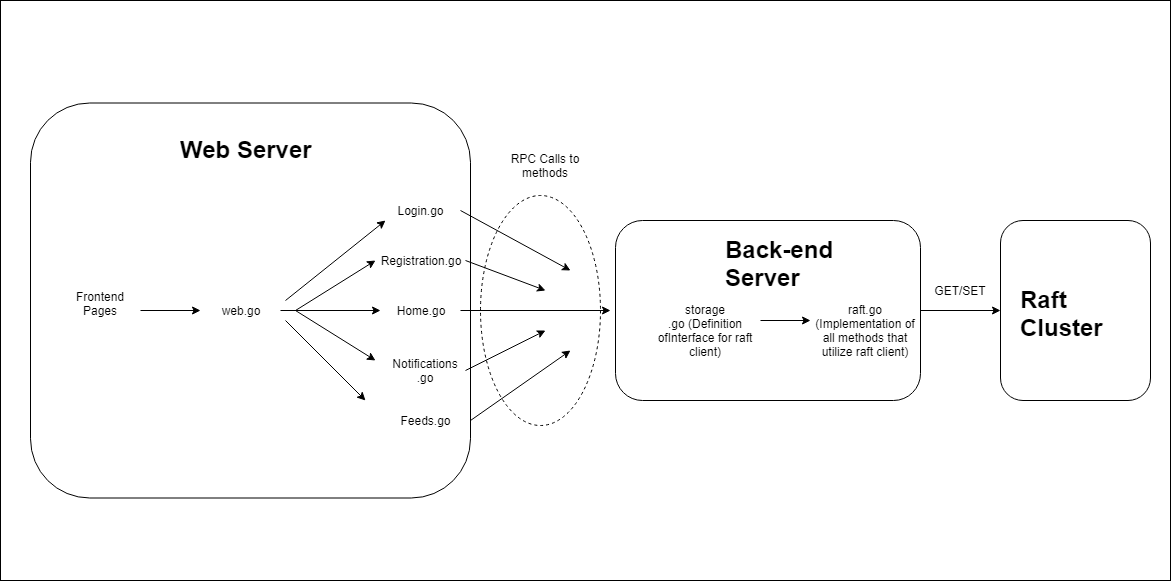 Web Server
RPC Calls to
methods
Login.go
Registration.go
Frontend
Pages
web.go
Home.go
Notifications
.go
Feeds.go
Back-end
Server
storage
.go (Definition
ofInterface for raft
client)
raft.go
(Implementation of
all methods that
utilize raft client)
GET/SET
Raft
Cluster